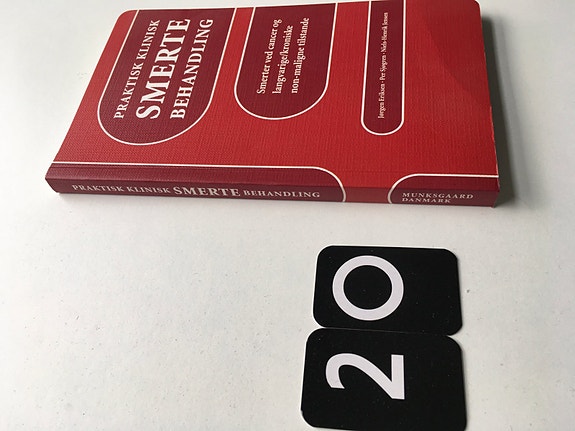 PRAKTISK KLINISK
SMERTE
BEHANDLING
Smerter ved cancer og
langvarige/kroniske
non-maligne tilstande
Jørgen Eriksen · Per Sjøgren · Niels-Henrik Jensen
PRAKTISK KLINISK SMERTE BEHANDLING
MUNKSGAARD
DANMARK
20